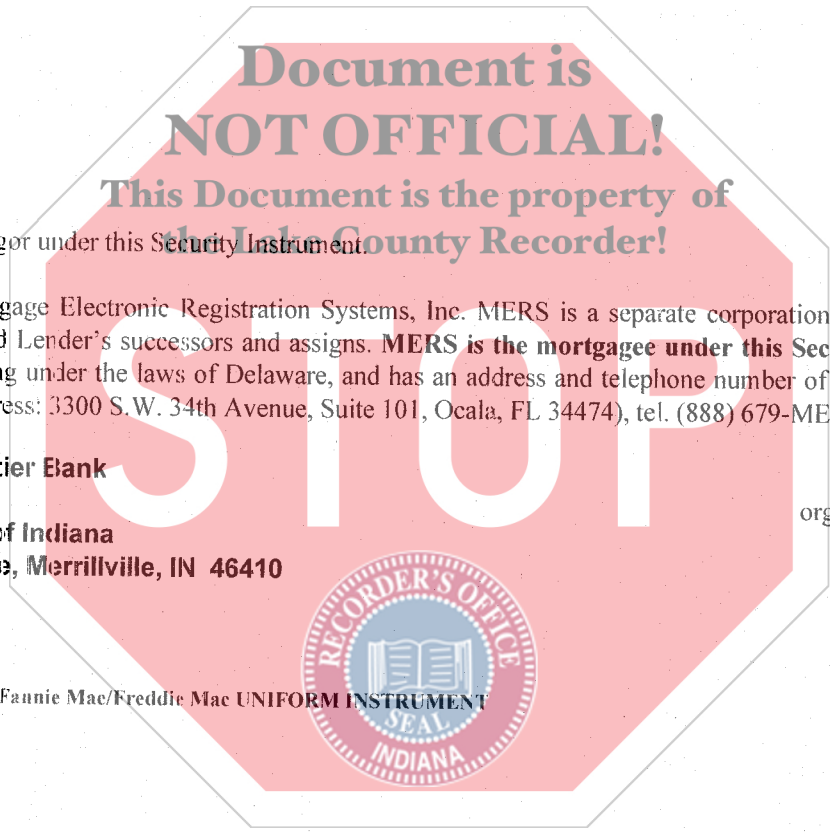 Document is
NOT OFFICIAL!
This Document is the property of
the Lake County Recorder!
gor under this Security Instrument.
gage Electronic Registration Systems, Inc. MERS is a separate corporation
d Lender's successors and assigns. MERS is the mortgagee under this Sec
ng under the laws of Delaware, and has an address and telephone number of
ress: 3300 S.W. 34th Avenue, Suite 101, Ocala, FL 34474), tel. (888) 679-ME
STOP
tier Bank
org
of Indiana
e, Merrillville, IN 46410
RECORDER'S OFFICE
Fannie Mae/Freddie Mac UNIFORM INSTRUMENT
SEAL
INDIANA